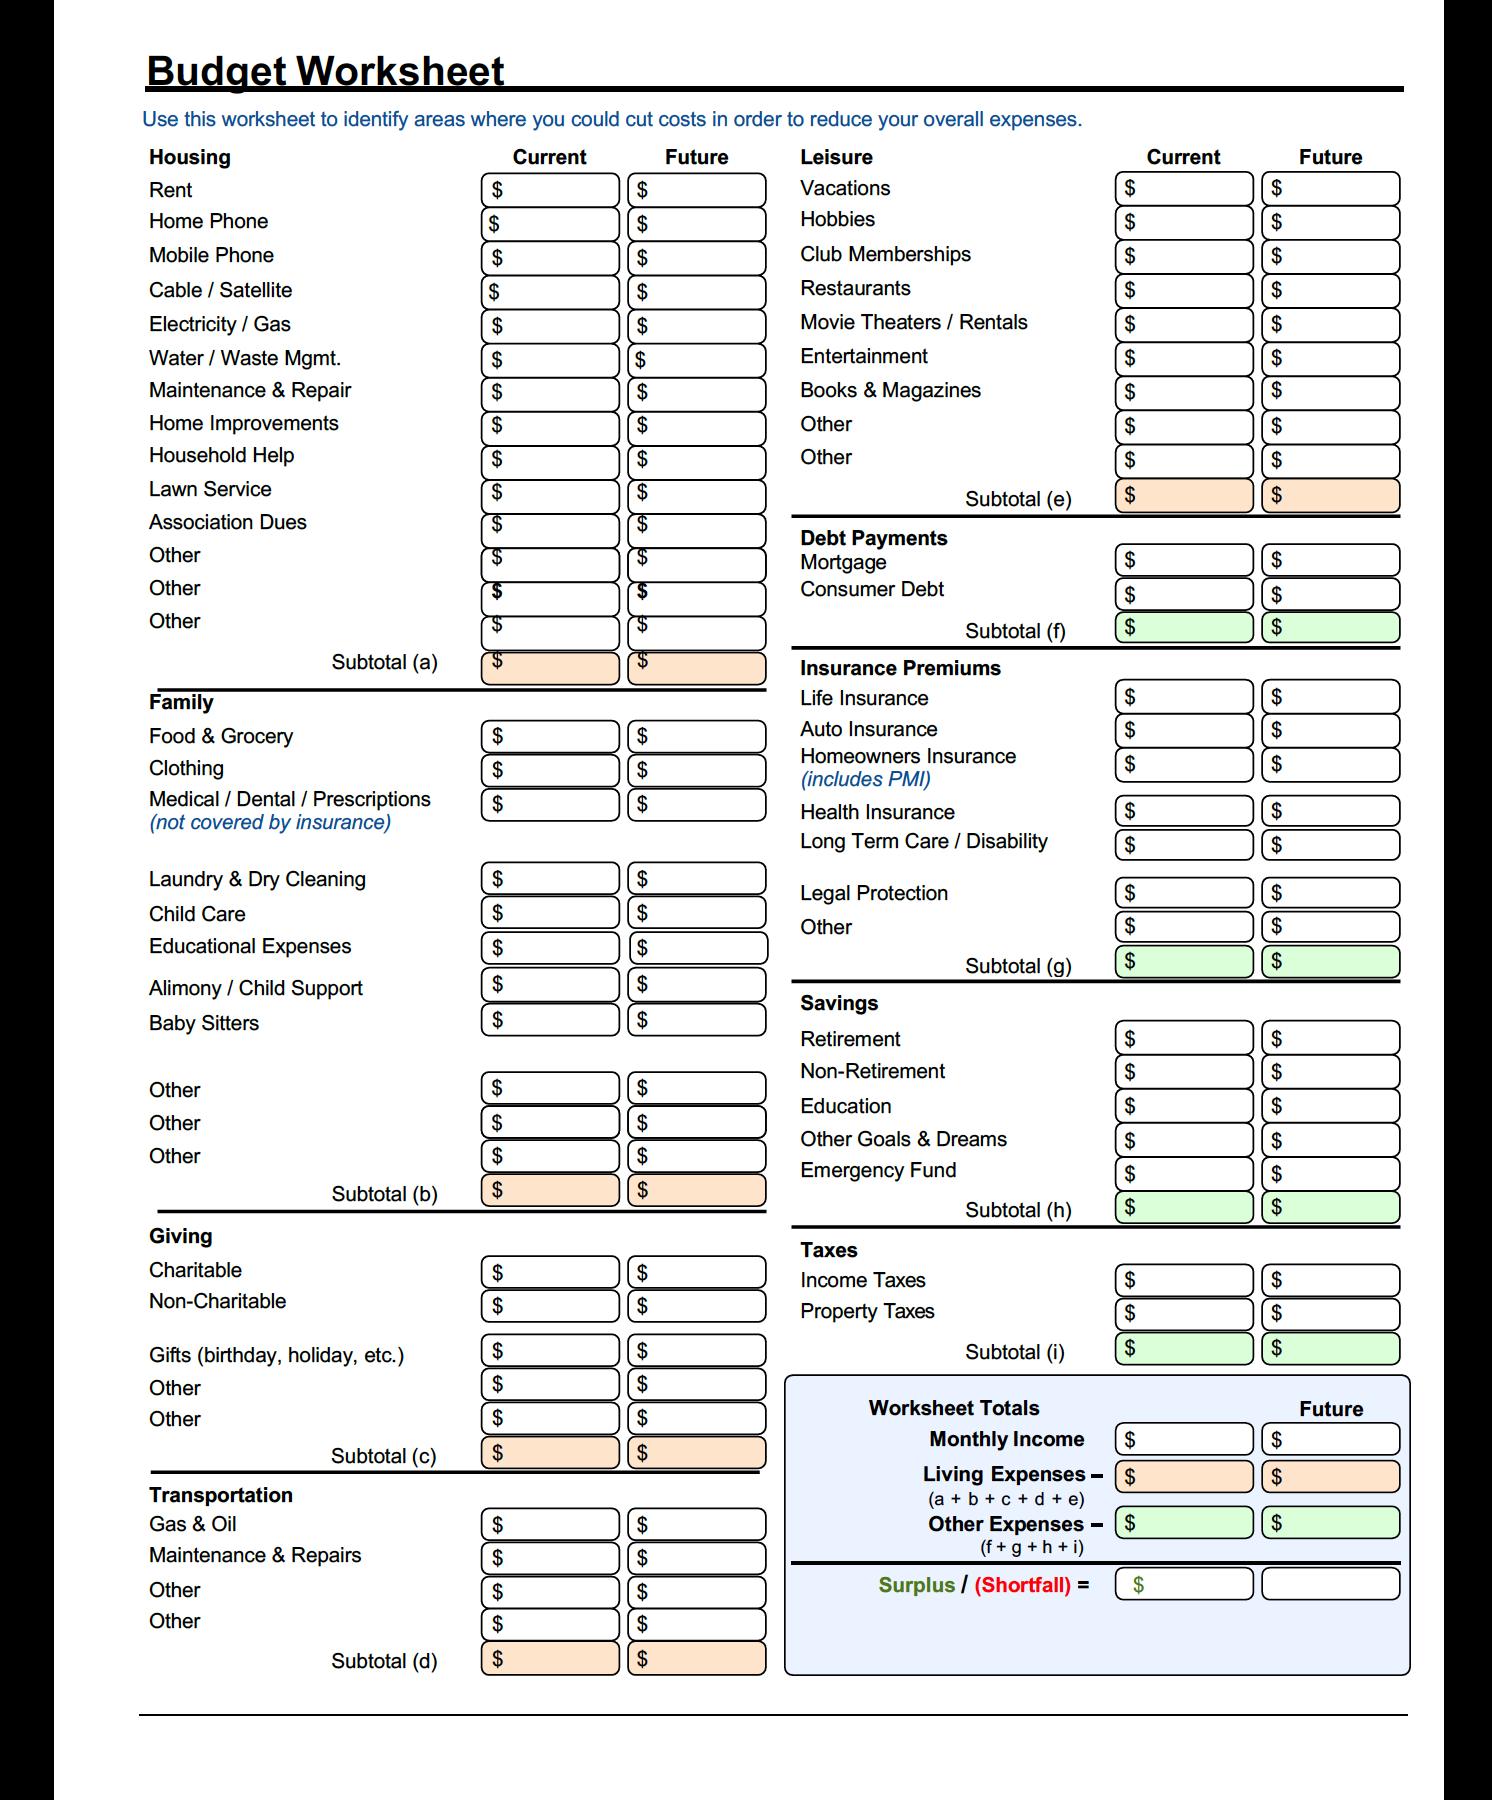 Budget Worksheet
Use this worksheet to identify areas where you could cut costs in order to reduce your overall expenses.
Housing Current Future
Rent $ $
Home Phone $ $
Mobile Phone $ $
Cable / Satellite $ $
Electricity / Gas $ $
Water / Waste Mgmt. $ $
Maintenance & Repair $ $
Home Improvements $ $
Household Help $ $
Lawn Service $ $
Association Dues $ $
Other $ $
Other $ $
Other $ $
Subtotal (a) $ $
Family
Food & Grocery $ $
Clothing $ $
Medical / Dental / Prescriptions $ $
(not covered by insurance)
Laundry & Dry Cleaning $ $
Child Care $ $
Educational Expenses $ $
Alimony / Child Support $ $
Baby Sitters $ $
Other $ $
Other $ $
Other $ $
Subtotal (b) $ $
Giving
Charitable $ $
Non-Charitable $ $
Gifts (birthday, holiday, etc.) $ $
Other $ $
Other $ $
Subtotal (c) $ $
Transportation
Gas & Oil $ $
Maintenance & Repairs $ $
Other $ $
Other $ $
Subtotal (d) $ $
Leisure Current Future
Vacations $ $
Hobbies $ $
Club Memberships $ $
Restaurants $ $
Movie Theaters / Rentals $ $
Entertainment $ $
Books & Magazines $ $
Other $ $
Other $ $
Subtotal (e) $ $
Debt Payments
Mortgage $ $
Consumer Debt $ $
Subtotal (f) $ $
Insurance Premiums
Life Insurance $ $
Auto Insurance $ $
Homeowners Insurance $ $
(includes PMI)
Health Insurance $ $
Long Term Care / Disability $ $
Legal Protection $ $
Other $ $
Subtotal (g) $ $
Savings
Retirement $ $
Non-Retirement $ $
Education $ $
Other Goals & Dreams $ $
Emergency Fund $ $
Subtotal (h) $ $
Taxes
Income Taxes $ $
Property Taxes $ $
Subtotal (i) $ $
Worksheet Totals Future
Monthly Income $ $
Living Expenses – $ $
(a + b + c + d + e)
Other Expenses – $ $
(f + g + h + i)
Surplus / (Shortfall) = $